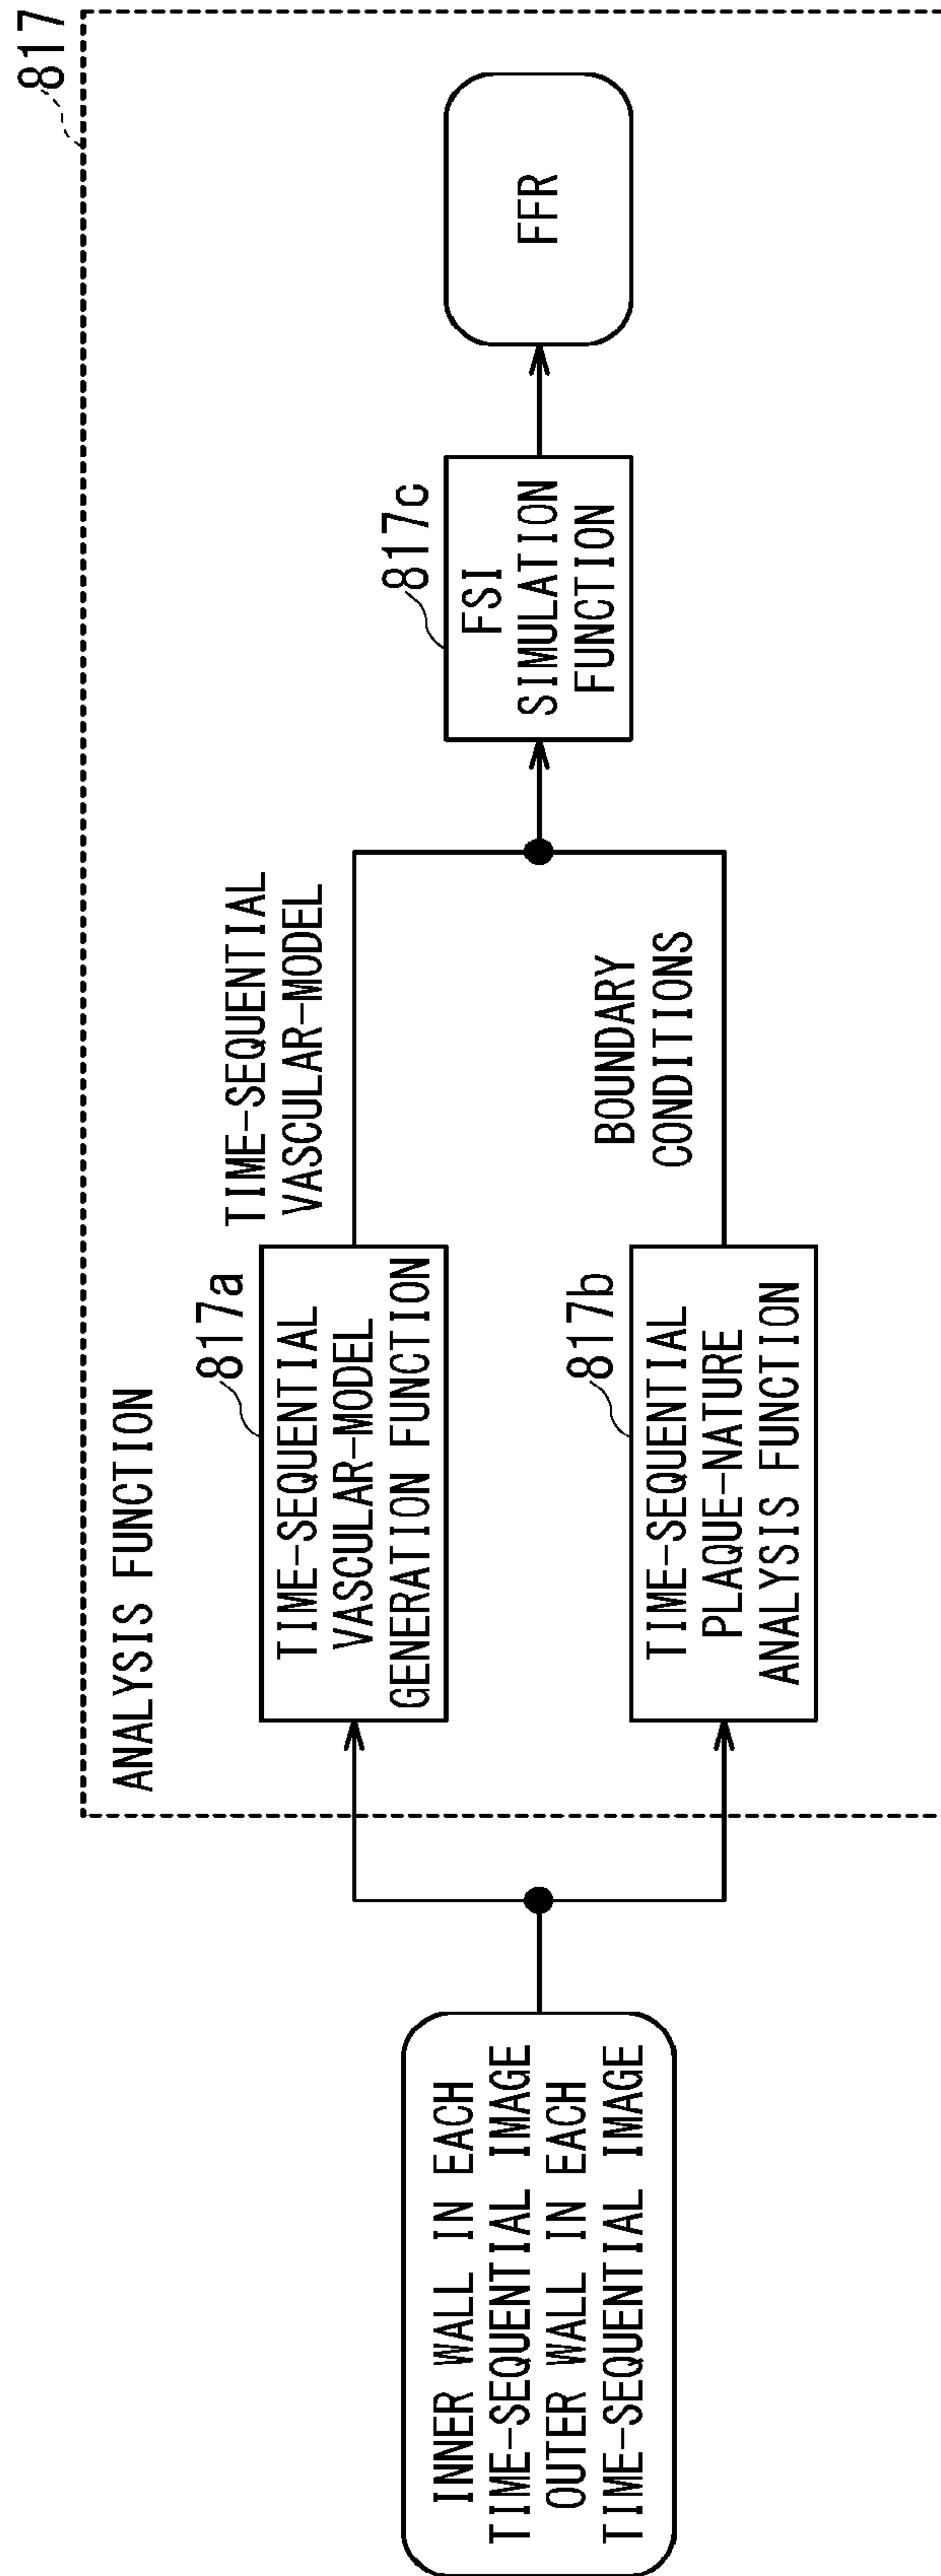 817
ANALYSIS FUNCTION
INNER WALL IN EACH
TIME-SEQUENTIAL IMAGE
OUTER WALL IN EACH
TIME-SEQUENTIAL IMAGE
817a
TIME-SEQUENTIAL
VASCULAR-MODEL
GENERATION FUNCTION
817b
TIME-SEQUENTIAL
PLAQUE-NATURE
ANALYSIS FUNCTION
TIME-SEQUENTIAL
VASCULAR-MODEL
BOUNDARY
CONDITIONS
817c
FSI
SIMULATION
FUNCTION
FFR